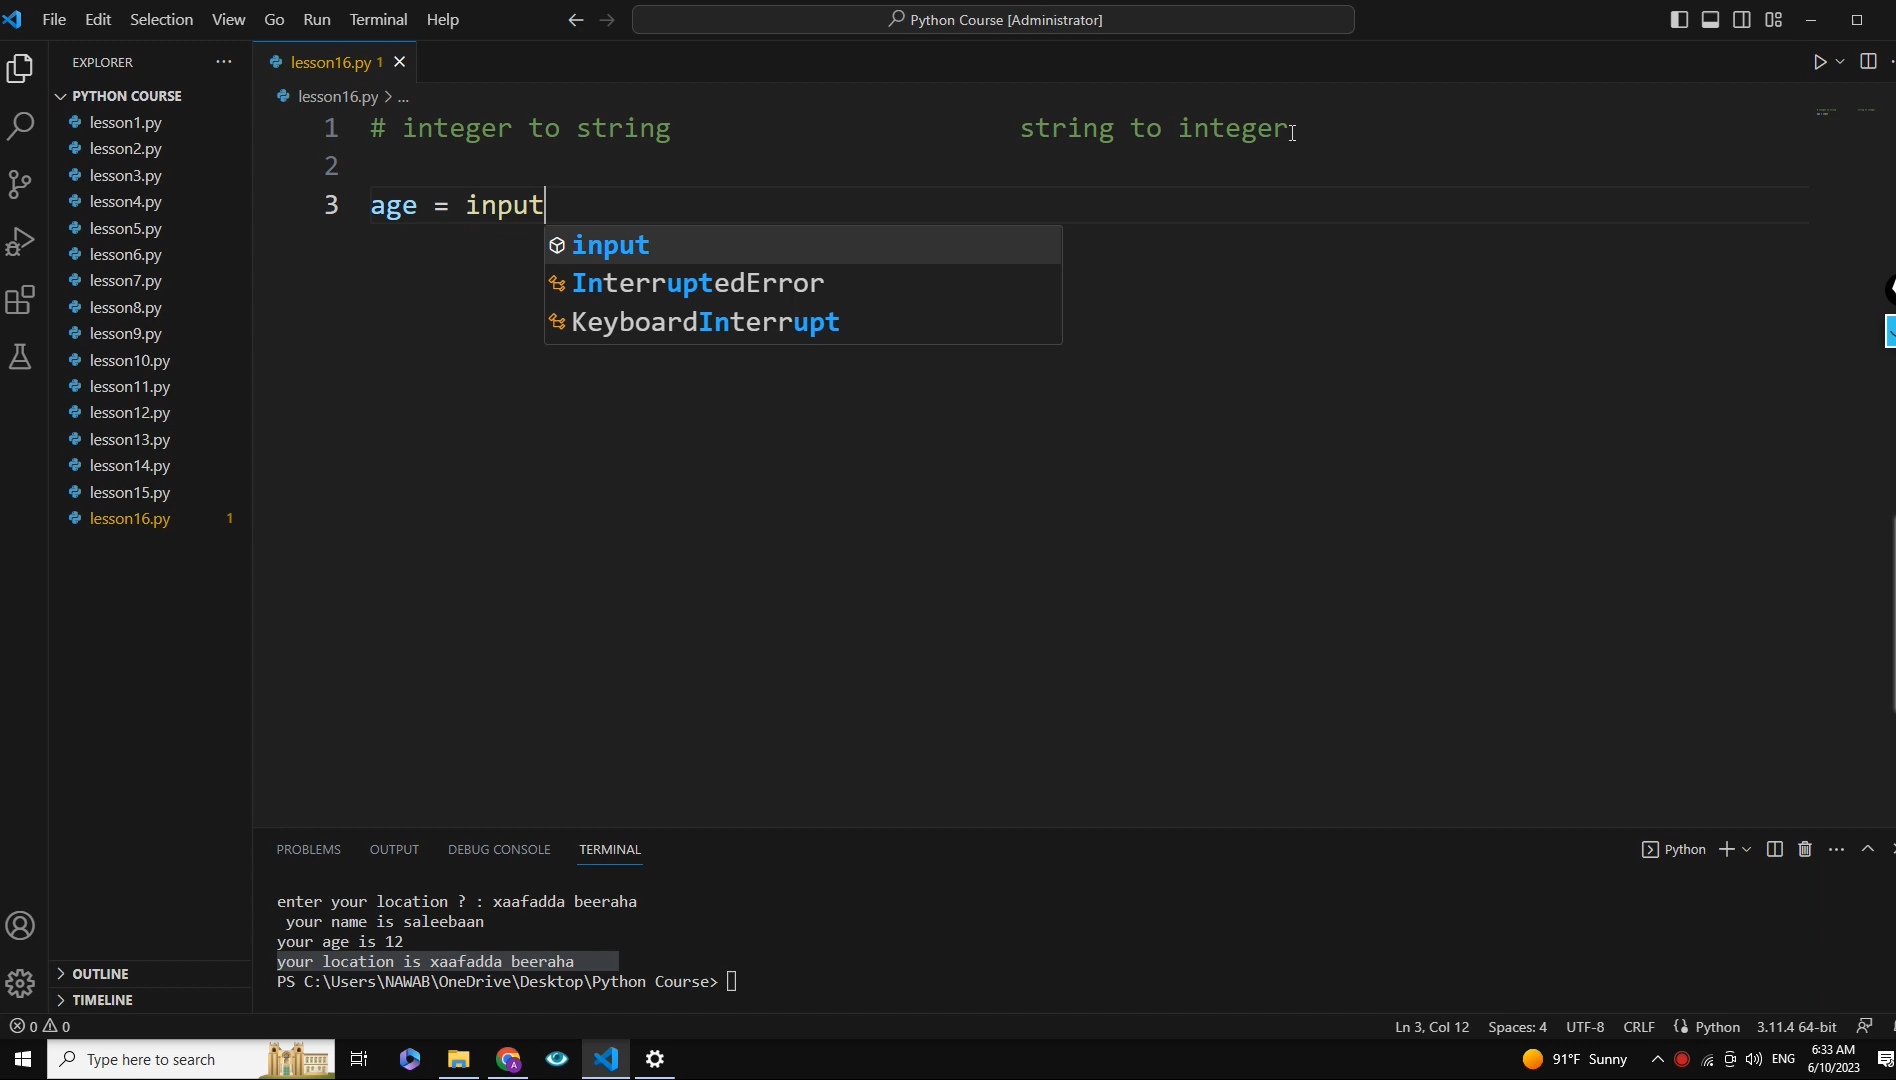 File Edit Selection View Go Run Terminal Help
Python Course [Administrator]
EXPLORER
lesson16.py 1
PYTHON COURSE
lesson16.py > ...
lesson1.py
lesson2.py
lesson3.py
lesson4.py
lesson5.py
lesson6.py
lesson7.py
lesson8.py
lesson9.py
lesson10.py
lesson11.py
lesson12.py
lesson13.py
lesson14.py
lesson15.py
lesson16.py 1
OUTLINE
TIMELINE
1 # integer to string string to integer
2
3 age = input
input
InterruptedError
KeyboardInterrupt
PROBLEMS OUTPUT DEBUG CONSOLE TERMINAL
Python
enter your location ? : xaafadda beeraha
your name is saleebaan
your age is 12
your location is xaafadda beeraha
PS C:\Users\NAWAB\OneDrive\Desktop\Python Course>
0 0 Ln 3, Col 12 Spaces: 4 UTF-8 CRLF Python 3.11.4 64-bit
Type here to search
91°F Sunny ENG
6:33 AM
6/10/2023